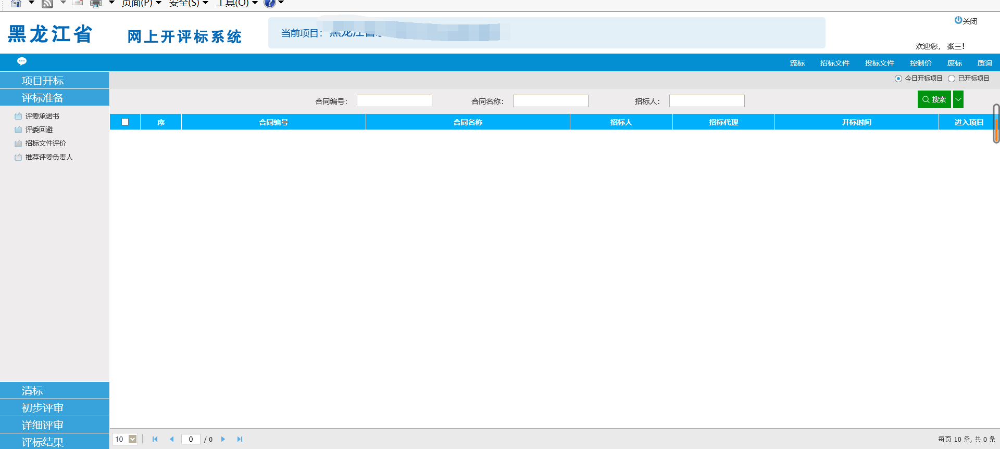 页面(P) 安全(S) 工具(O)
黑龙江省 网上开评标系统
当前项目：黑龙江省
关闭
欢迎您， 张三！
流标 招标文件 投标文件 控制价 废标 质询
项目开标
今日开标项目 已开标项目
评标准备
合同编号： 合同名称： 招标人： 搜索
评委承诺书
评委回避
招标文件评价
推荐评委负责人
序 合同编号 合同名称 招标人 招标代理 开标时间 进入项目
清标
初步评审
详细评审
评标结果
10 0 / 0
每页 10 条, 共 0 条